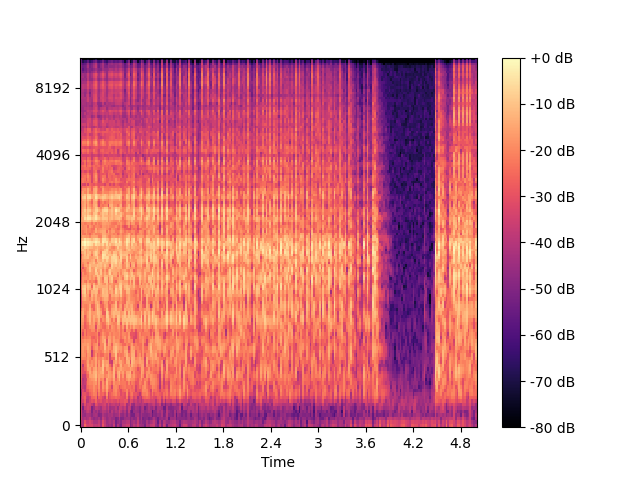 8192
4096
2048
1024
512
0
Hz
0 0.6 1.2 1.8 2.4 3 3.6 4.2 4.8
Time
+0 dB
-10 dB
-20 dB
-30 dB
-40 dB
-50 dB
-60 dB
-70 dB
-80 dB